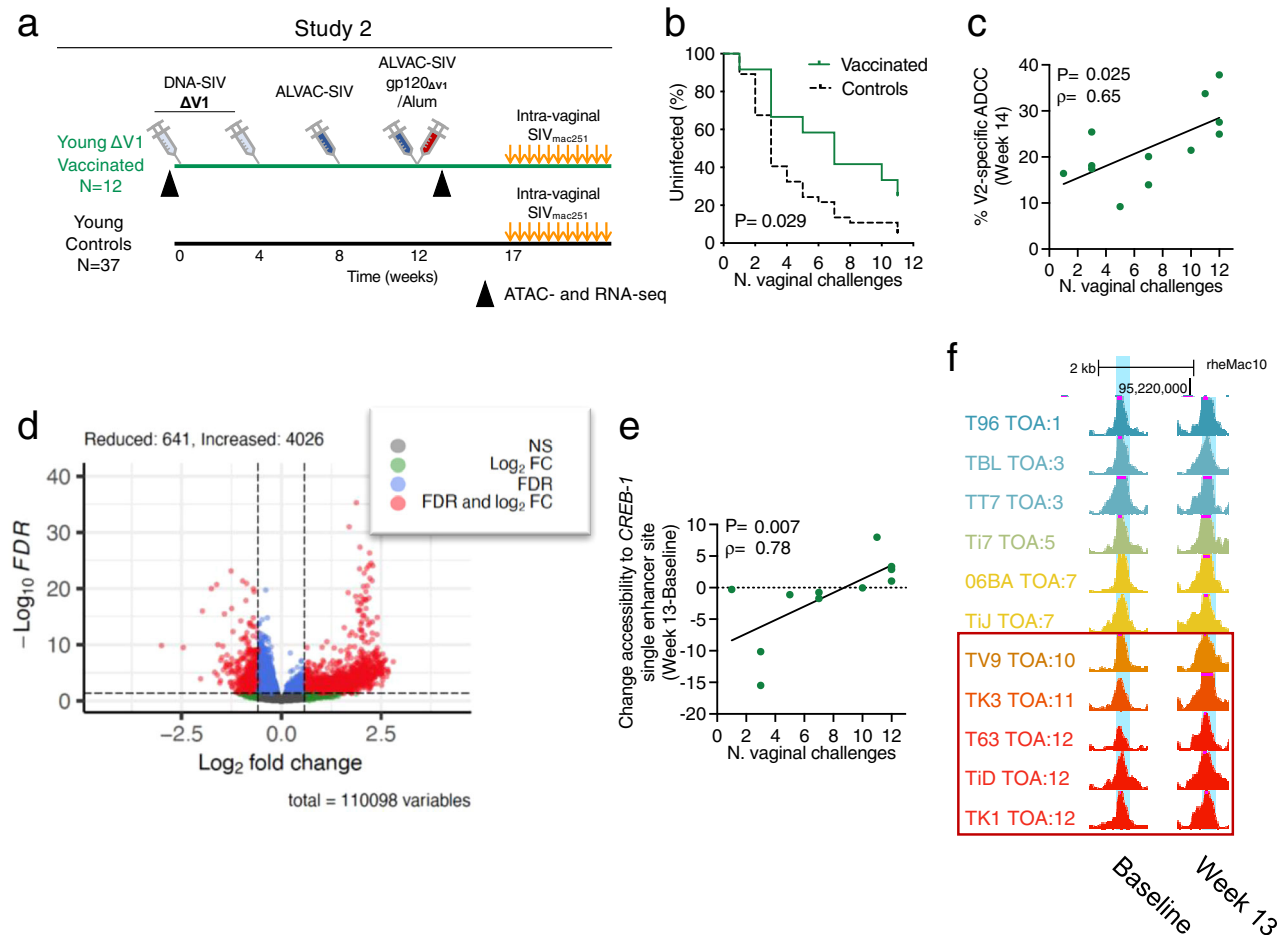 a
Study 2
DNA-SIV
ΔV1
ALVAC-SIV
ALVAC-SIV
gp120ΔV1
/Alum
Intra-vaginal
SIVmac251
Young ΔV1
Vaccinated
N=12
Intra-vaginal
SIVmac251
Young
Controls
N=37
0 4 8 12 17
Time (weeks)
ATAC- and RNA-seq
b
Vaccinated
Controls
Uninfected (%)
100
80
60
40
20
0
P= 0.029
0 2 4 6 8 10 12
N. vaginal challenges
c
% V2-specific ADCC
(Week 14)
40
30
20
10
0
P= 0.025
ρ= 0.65
0 2 4 6 8 10 12
N. vaginal challenges
d
Reduced: 641, Increased: 4026
NS
Log2 FC
FDR
FDR and log2 FC
−Log10 FDR
40
30
20
10
0
−2.5 0.0 2.5
Log2 fold change
total = 110098 variables
e
Change accessibility to CREB-1
single enhancer site
(Week 13-Baseline)
10
5
0
-5
-10
-15
-20
P= 0.007
ρ= 0.78
0 2 4 6 8 10 12
N. vaginal challenges
f
2 kb rheMac10
95,220,000
T96 TOA:1
TBL TOA:3
TT7 TOA:3
Ti7 TOA:5
06BA TOA:7
TiJ TOA:7
TV9 TOA:10
TK3 TOA:11
T63 TOA:12
TiD TOA:12
TK1 TOA:12
Baseline
Week 13